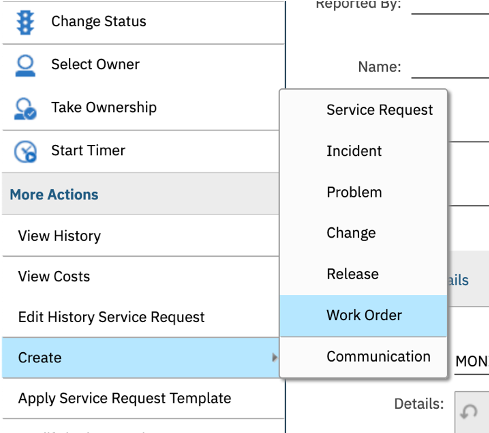 Change Status
Reported By:
Select Owner
Name:
Take Ownership
Start Timer
More Actions
View History
View Costs
Edit History Service Request
Create
Apply Service Request Template
Service Request
Incident
Problem
Change
Release
Work Order
Communication
ails
MON
Details: